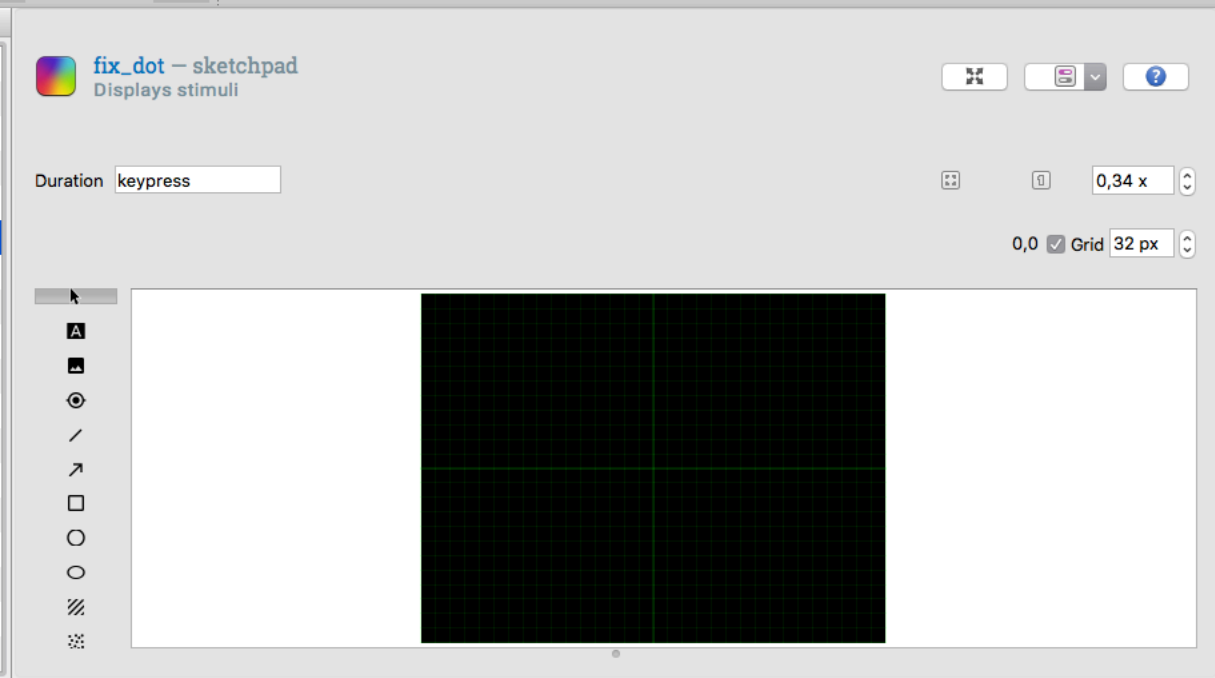 fix_dot — sketchpad
Displays stimuli
Duration keypress
0,34 x
0,0 Grid 32 px
A